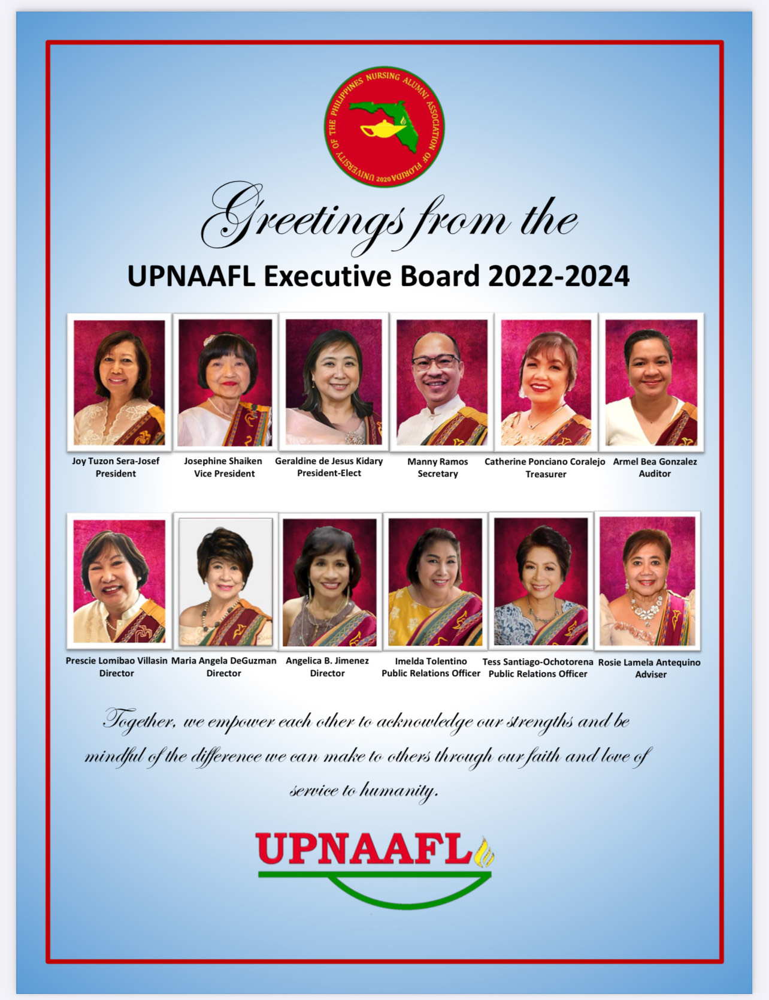 UNIVERSITY OF THE PHILIPPINES NURSING ALUMNI ASSOCIATION OF FLORIDA
2020
Greetings from the
UPNAAFL Executive Board 2022-2024
Joy Tuzon Sera-Josef
President
Josephine Shaiken
Vice President
Geraldine de Jesus Kidary
President-Elect
Manny Ramos
Secretary
Catherine Ponciano Coralejo
Treasurer
Armel Bea Gonzalez
Auditor
Prescie Lomibao Villasin
Director
Maria Angela DeGuzman
Director
Angelica B. Jimenez
Director
Imelda Tolentino
Public Relations Officer
Tess Santiago-Ochotorena
Public Relations Officer
Rosie Lamela Antequino
Adviser
Together, we empower each other to acknowledge our strengths and be
mindful of the difference we can make to others through our faith and love of
service to humanity.
UPNAAFL